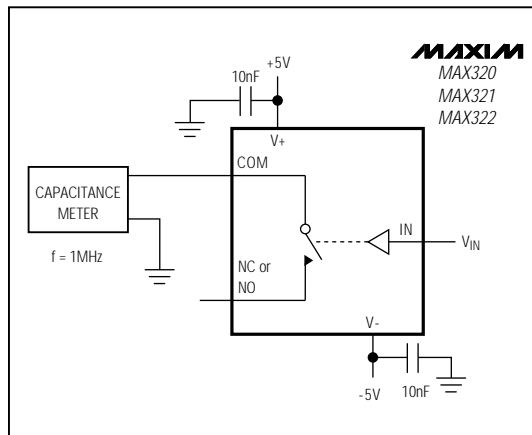 MAXIM
MAX320
MAX321
MAX322
+5V
10nF
V+
COM
CAPACITANCE
METER
f = 1MHz
IN
VIN
NC or
NO
V-
-5V
10nF